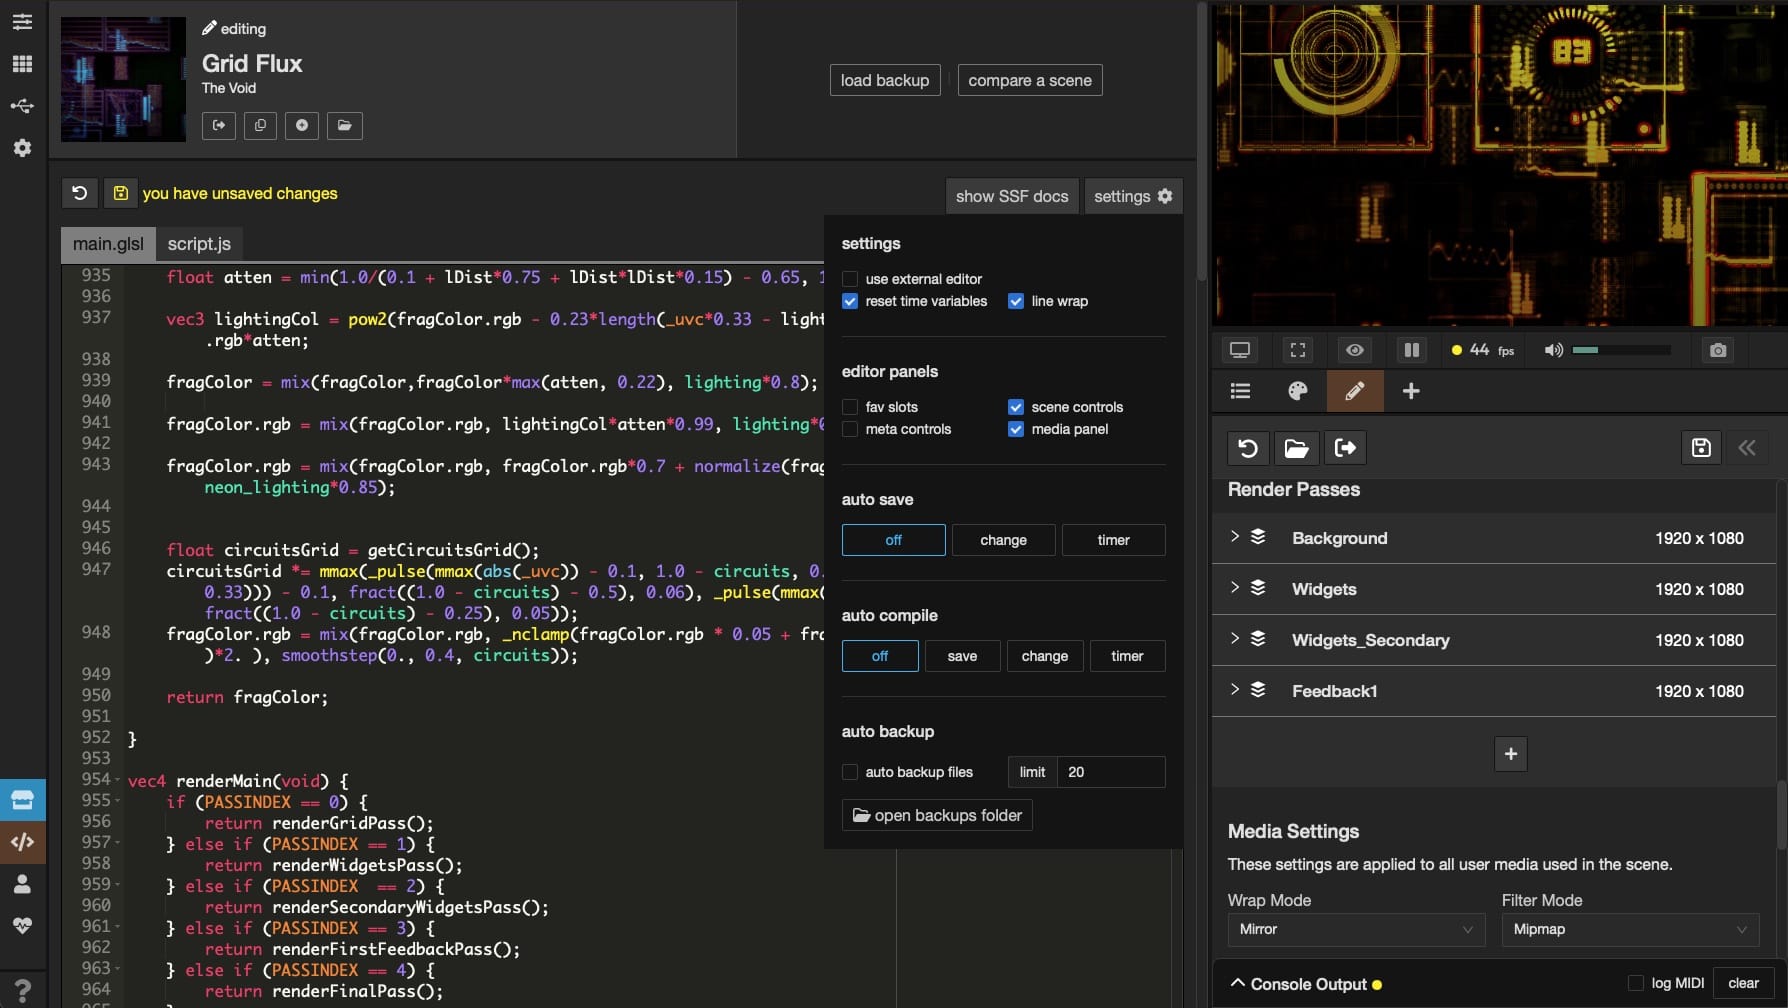 editing
Grid Flux
The Void
load backup
compare a scene
you have unsaved changes
show SSF docs
settings
main.glsl
script.js
935 float atten = min(1.0/(0.1 + lDist*0.75 + lDist*lDist*0.15) - 0.65, 1
936
937 vec3 lightingCol = pow2(fragColor.rgb - 0.23*length(_uvc*0.33 - light
.rgb*atten;
938
939 fragColor = mix(fragColor,fragColor*max(atten, 0.22), lighting*0.8);
940
941 fragColor.rgb = mix(fragColor.rgb, lightingCol*atten*0.99, lighting*0
942
943 fragColor.rgb = mix(fragColor.rgb, fragColor.rgb*0.7 + normalize(frag
neon_lighting*0.85);
944
945
946 float circuitsGrid = getCircuitsGrid();
947 circuitsGrid *= mmax(_pulse(mmax(abs(_uvc)) - 0.1, 1.0 - circuits, 0.
0.33))) - 0.1, fract((1.0 - circuits) - 0.5), 0.06), _pulse(mmax(
fract((1.0 - circuits) - 0.25), 0.05));
948 fragColor.rgb = mix(fragColor.rgb, _nclamp(fragColor.rgb * 0.05 + fra
)*2. ), smoothstep(0., 0.4, circuits));
949
950 return fragColor;
951
952 }
953
954 vec4 renderMain(void) {
955 if (PASSINDEX == 0) {
956 return renderGridPass();
957 } else if (PASSINDEX == 1) {
958 return renderWidgetsPass();
959 } else if (PASSINDEX  == 2) {
960 return renderSecondaryWidgetsPass();
961 } else if (PASSINDEX == 3) {
962 return renderFirstFeedbackPass();
963 } else if (PASSINDEX == 4) {
964 return renderFinalPass();
settings
use external editor
reset time variables
line wrap
editor panels
fav slots
scene controls
meta controls
media panel
auto save
off
change
timer
auto compile
off
save
change
timer
auto backup
auto backup files
limit
20
open backups folder
83
44 fps
Render Passes
Background 1920 x 1080
Widgets 1920 x 1080
Widgets_Secondary 1920 x 1080
Feedback1 1920 x 1080
+
Media Settings
These settings are applied to all user media used in the scene.
Wrap Mode
Filter Mode
Mirror
Mipmap
Console Output
log MIDI
clear